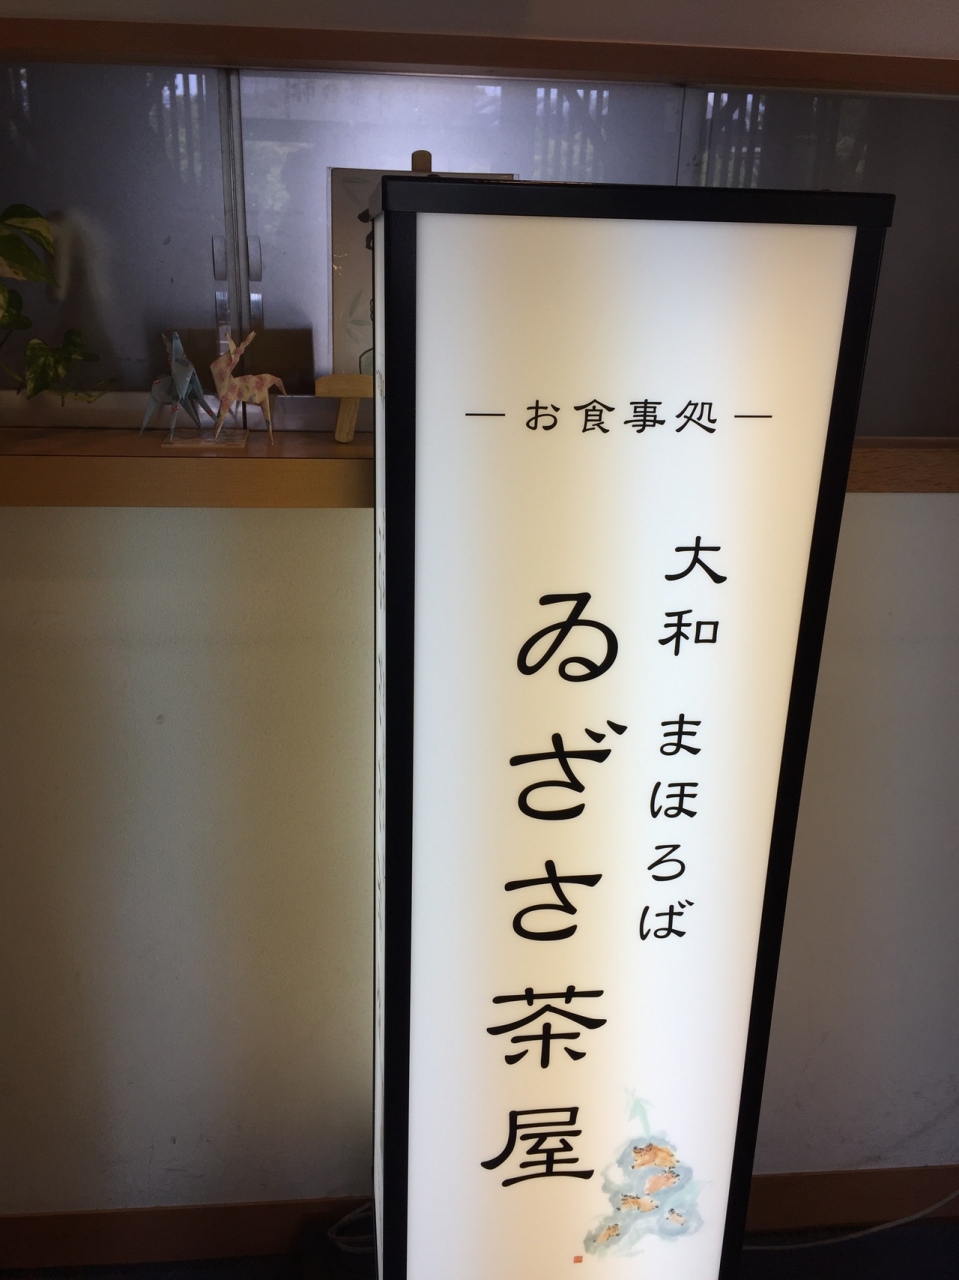 ― お食事処 ―
大和 まほろば
ゐざさ茶屋